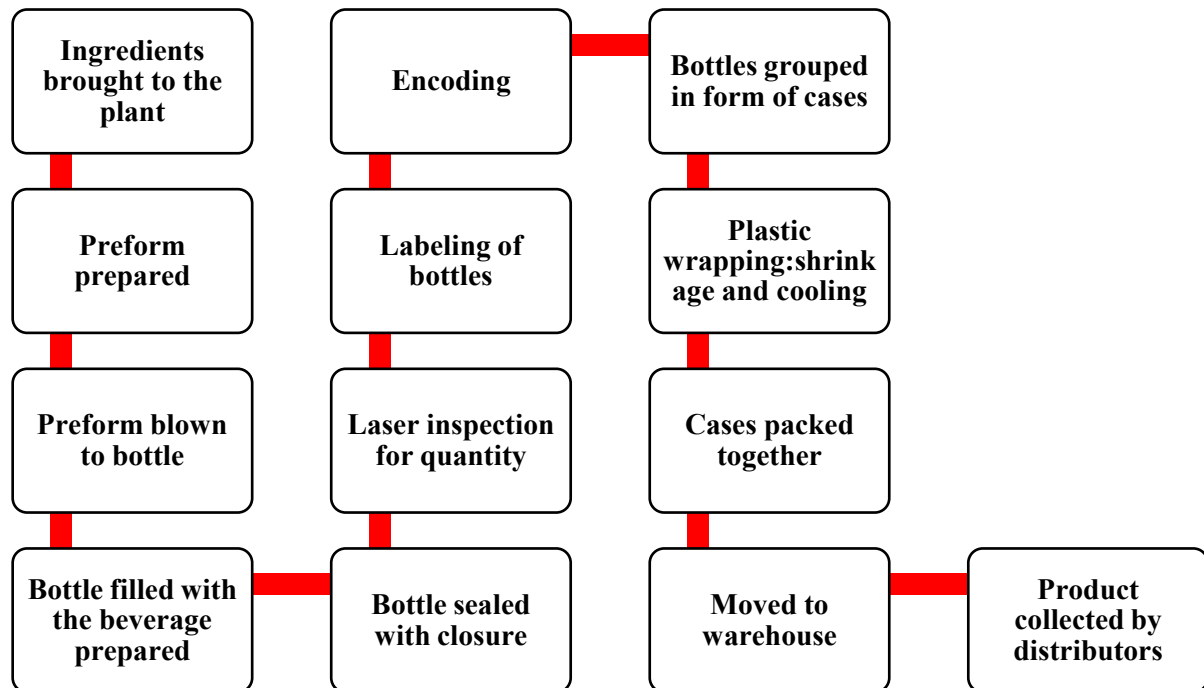 Ingredients
brought to the
plant
Preform
prepared
Preform blown
to bottle
Bottle filled with
the beverage
prepared
Bottle sealed
with closure
Laser inspection
for quantity
Labeling of
bottles
Encoding
Bottles grouped
in form of cases
Plastic
wrapping:shrink
age and cooling
Cases packed
together
Moved to
warehouse
Product
collected by
distributors